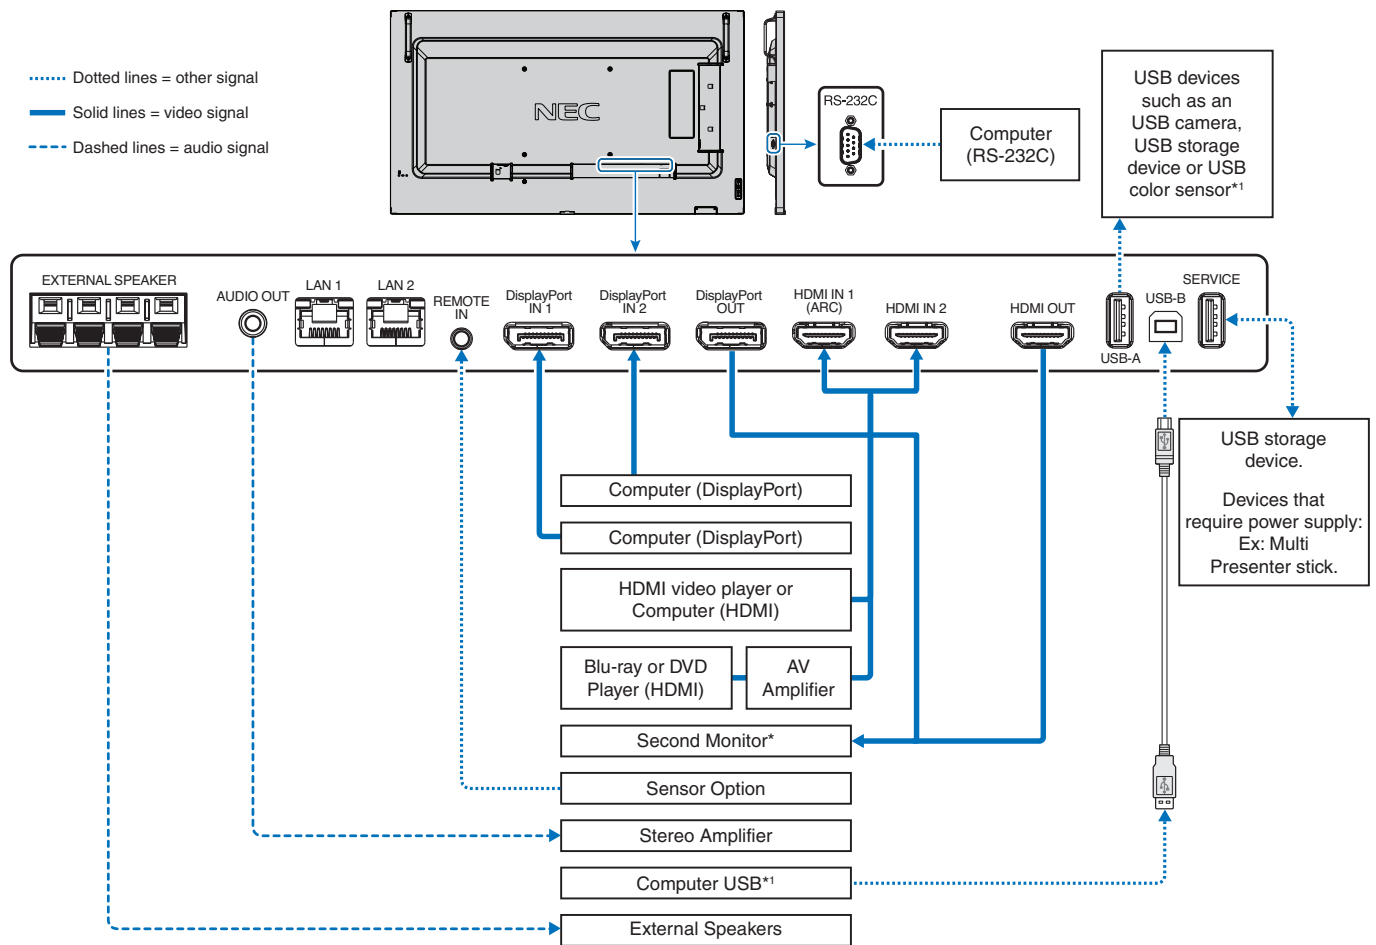 Dotted lines = other signal
Solid lines = video signal
Dashed lines = audio signal
NEC
RS-232C
Computer
(RS-232C)
USB devices
such as an
USB camera,
USB storage
device or USB
color sensor*1
EXTERNAL SPEAKER
AUDIO OUT
LAN 1
LAN 2
REMOTE
IN
DisplayPort
IN 1
DisplayPort
IN 2
DisplayPort
OUT
HDMI IN 1
(ARC)
HDMI IN 2
HDMI OUT
USB-A
USB-B
SERVICE
USB storage
device.
Devices that
require power supply:
Ex: Multi
Presenter stick.
Computer (DisplayPort)
Computer (DisplayPort)
HDMI video player or
Computer (HDMI)
Blu-ray or DVD
Player (HDMI)
AV
Amplifier
Second Monitor*
Sensor Option
Stereo Amplifier
Computer USB*1
External Speakers